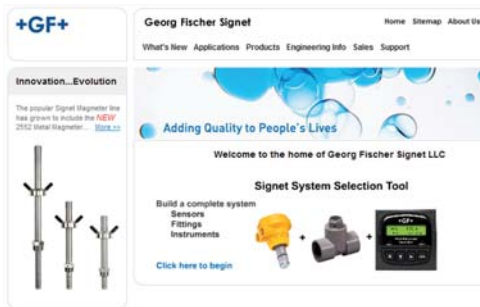 +GF+
Georg Fischer Signet
Home Sitemap About Us
What's New Applications Products Engineering Info Sales Support
Innovation...Evolution
The popular Signet Magmeter line
has grown to include the NEW
2552 Metal Magmeter... More >>
Adding Quality to People's Lives
Welcome to the home of Georg Fischer Signet LLC
Signet System Selection Tool
Build a complete system
Sensors
Fittings
Instruments
+ +
+GF+
Click here to begin